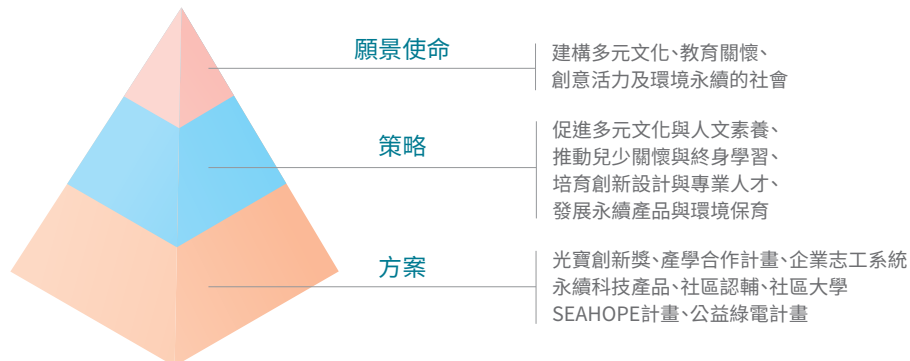 願景使命
建構多元文化、教育關懷、
創意活力及環境永續的社會
策略
促進多元文化與人文素養、
推動兒少關懷與終身學習、
培育創新設計與專業人才、
發展永續產品與環境保育
方案
光寶創新獎、產學合作計畫、企業志工系統
永續科技產品、社區認輔、社區大學
SEAHOPE計畫、公益綠電計畫